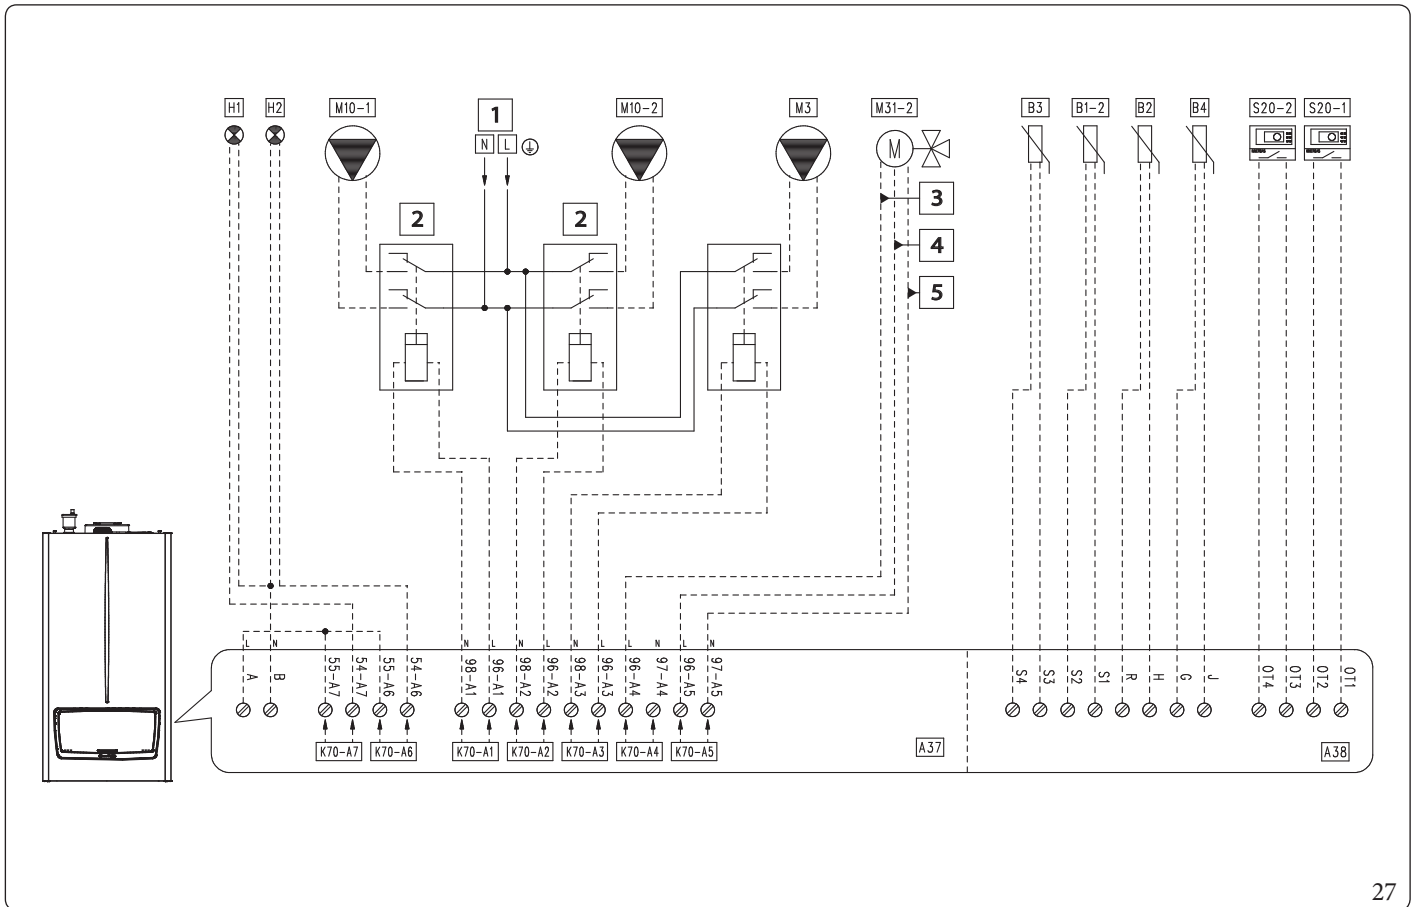 H1 H2 M10-1 1 M10-2 M3 M31-2 B3 B1-2 B2 B4 S20-2 S20-1
N L
M
2 2
3
4
5
L N N L N L N L L N L N
A B 55-A7 54-A7 55-A6 54-A6 98-A1 96-A1 98-A2 96-A2 98-A3 96-A3 96-A4 97-A4 96-A5 97-A5 S4 S3 S2 S1 R H G J OT4 OT3 OT2 OT1
K70-A7 K70-A6 K70-A1 K70-A2 K70-A3 K70-A4 K70-A5
A37 A38
27